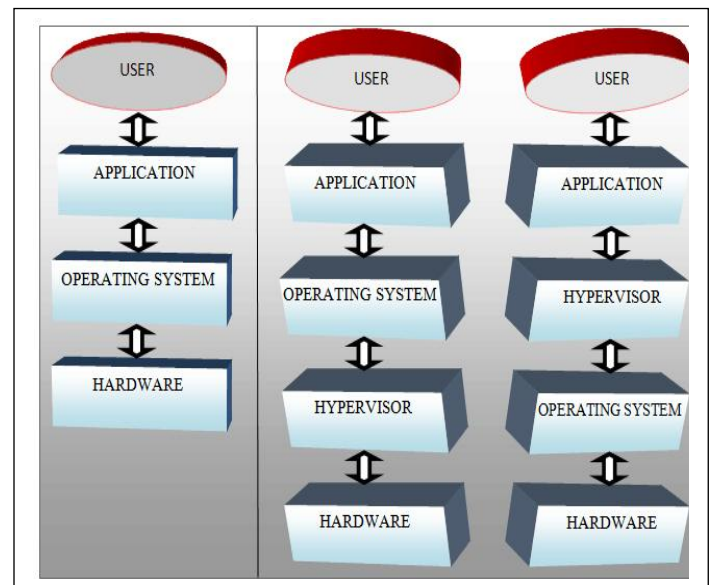 USER
APPLICATION
OPERATING SYSTEM
HARDWARE
USER
APPLICATION
OPERATING SYSTEM
HYPERVISOR
HARDWARE
USER
APPLICATION
HYPERVISOR
OPERATING SYSTEM
HARDWARE